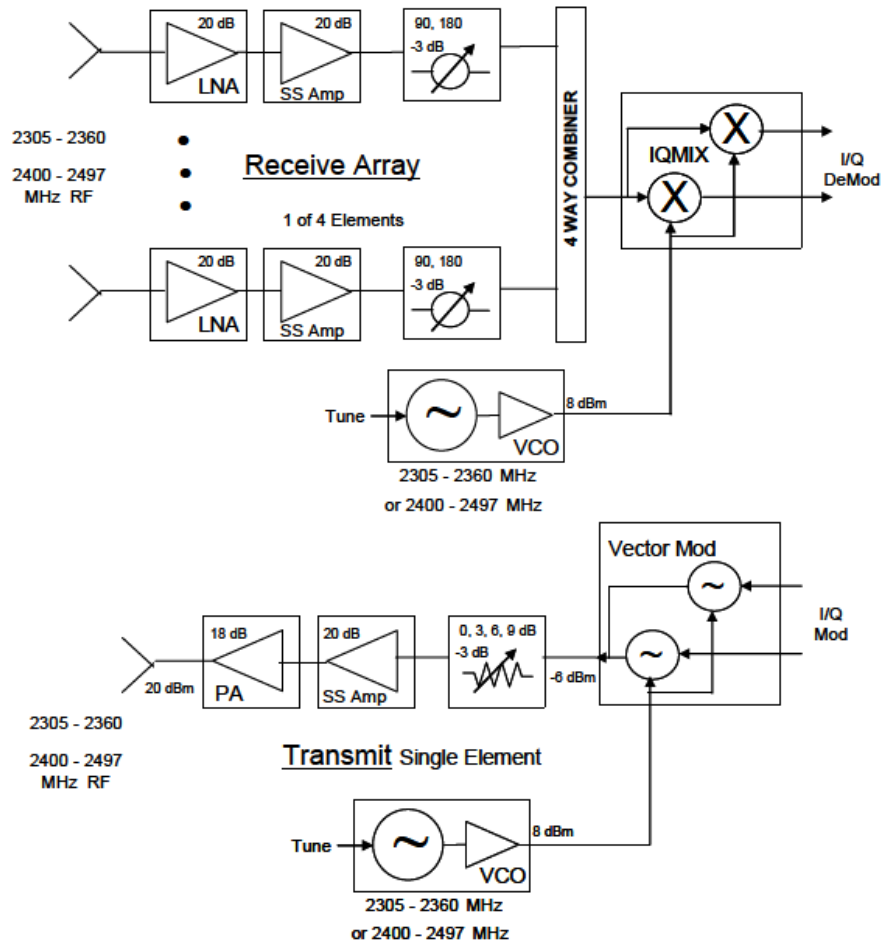 20 dB
LNA
20 dB
SS Amp
90, 180
-3 dB
4 WAY COMBINER
IQMIX
X
X
I/Q
DeMod
2305 - 2360
2400 - 2497
MHz RF
Receive Array
1 of 4 Elements
20 dB
LNA
20 dB
SS Amp
90, 180
-3 dB
Tune
~
8 dBm
VCO
2305 - 2360 MHz
or 2400 - 2497 MHz
Vector Mod
~
~
I/Q
Mod
18 dB
PA
20 dBm
20 dB
SS Amp
0, 3, 6, 9 dB
-3 dB
-6 dBm
2305 - 2360
2400 - 2497
MHz RF
Transmit Single Element
Tune
~
8 dBm
VCO
2305 - 2360 MHz
or 2400 - 2497 MHz